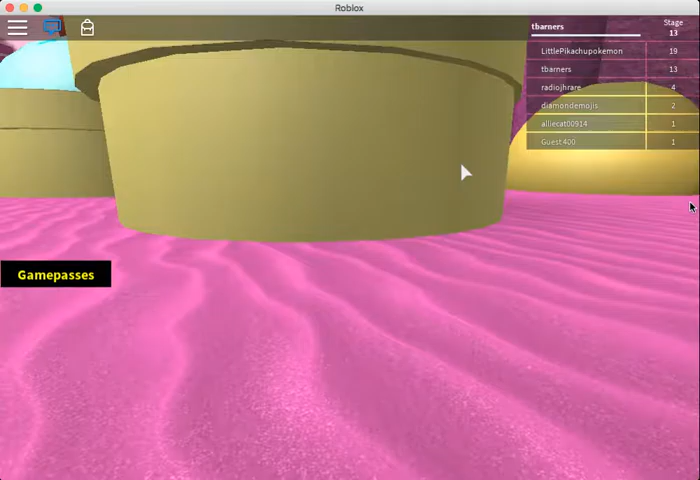 Roblox
tbarners
Stage
13
LittlePikachupokemon 19
tbarners 13
radiojhrare 4
diamondemojis 2
alliecat00914 1
Guest 400 1
Gamepasses